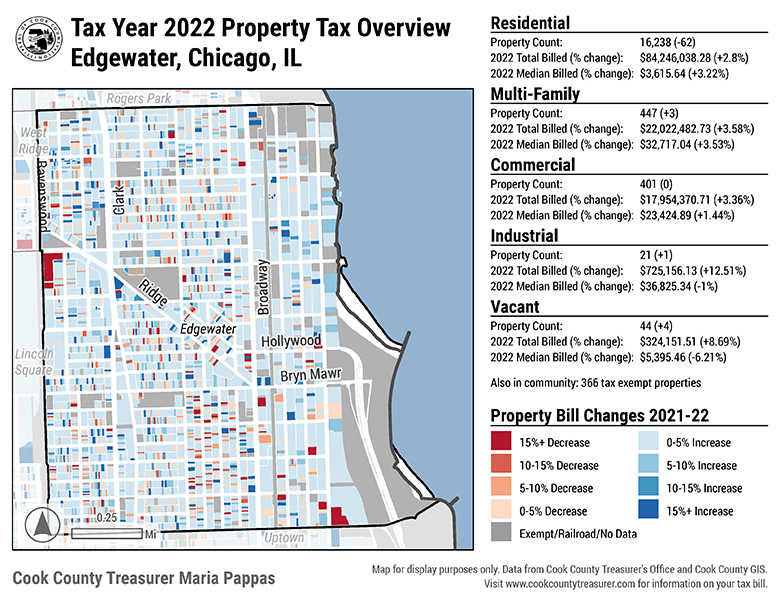 Tax Year 2022 Property Tax Overview
Edgewater, Chicago, IL
Rogers Park
West
Ridge
Ravenswood
Clark
Ridge
Broadway
Edgewater
Hollywood
Bryn Mawr
Lincoln
Square
0.25
Mi
Uptown
Residential
Property Count: 16,238 (-62)
2022 Total Billed (% change): $84,246,038.28 (+2.8%)
2022 Median Billed (% change): $3,615.64 (+3.22%)
Multi-Family
Property Count: 447 (+3)
2022 Total Billed (% change): $22,022,482.73 (+3.58%)
2022 Median Billed (% change): $32,717.04 (+3.53%)
Commercial
Property Count: 401 (0)
2022 Total Billed (% change): $17,954,370.71 (+3.36%)
2022 Median Billed (% change): $23,424.89 (+1.44%)
Industrial
Property Count: 21 (+1)
2022 Total Billed (% change): $725,156.13 (+12.51%)
2022 Median Billed (% change): $36,825.34 (-1%)
Vacant
Property Count: 44 (+4)
2022 Total Billed (% change): $324,151.51 (+8.69%)
2022 Median Billed (% change): $5,395.46 (-6.21%)
Also in community: 366 tax exempt properties
Property Bill Changes 2021-22
15%+ Decrease
10-15% Decrease
5-10% Decrease
0-5% Decrease
0-5% Increase
5-10% Increase
10-15% Increase
15%+ Increase
Exempt/Railroad/No Data
Cook County Treasurer Maria Pappas
Map for display purposes only. Data from Cook County Treasurer's Office and Cook County GIS.
Visit www.cookcountytreasurer.com for information on your tax bill.